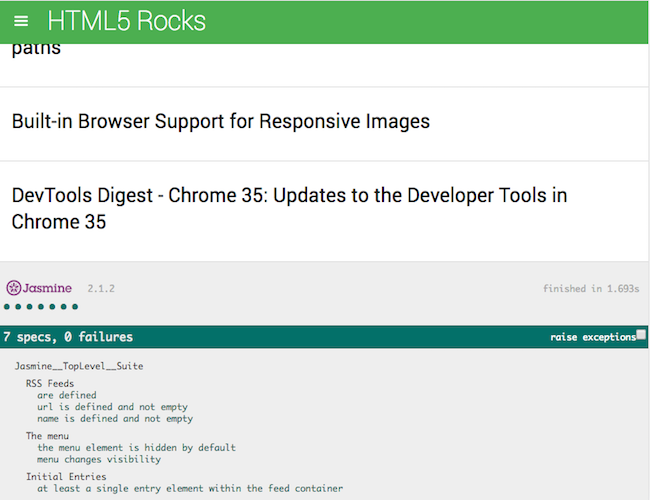 HTML5 Rocks
paths
Built-in Browser Support for Responsive Images
DevTools Digest - Chrome 35: Updates to the Developer Tools in
Chrome 35
Jasmine 2.1.2 finished in 1.693s
7 specs, 0 failures raise exceptions
Jasmine__TopLevel__Suite
RSS Feeds
are defined
url is defined and not empty
name is defined and not empty
The menu
the menu element is hidden by default
menu changes visibility
Initial Entries
at least a single entry element within the feed container